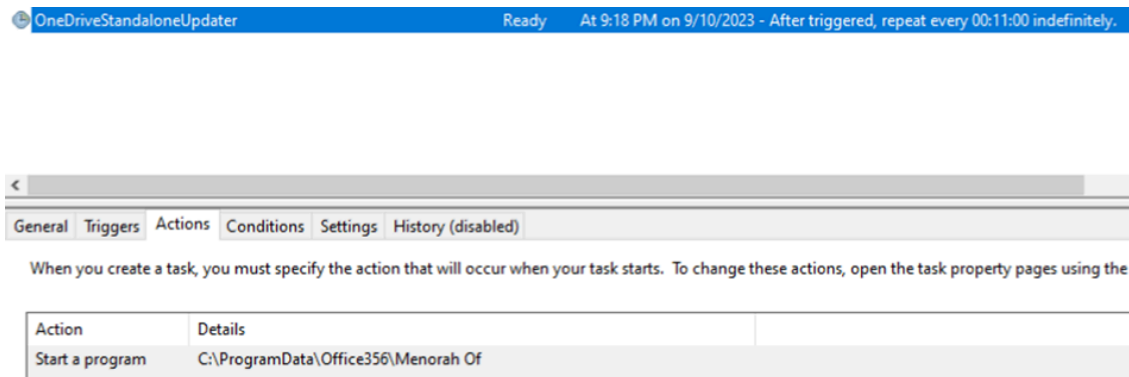 OneDriveStandaloneUpdater Ready At 9:18 PM on 9/10/2023 - After triggered, repeat every 00:11:00 indefinitely.
General Triggers Actions Conditions Settings History (disabled)
When you create a task, you must specify the action that will occur when your task starts. To change these actions, open the task property pages using the
Action Details
Start a program C:\ProgramData\Office356\Menorah Of